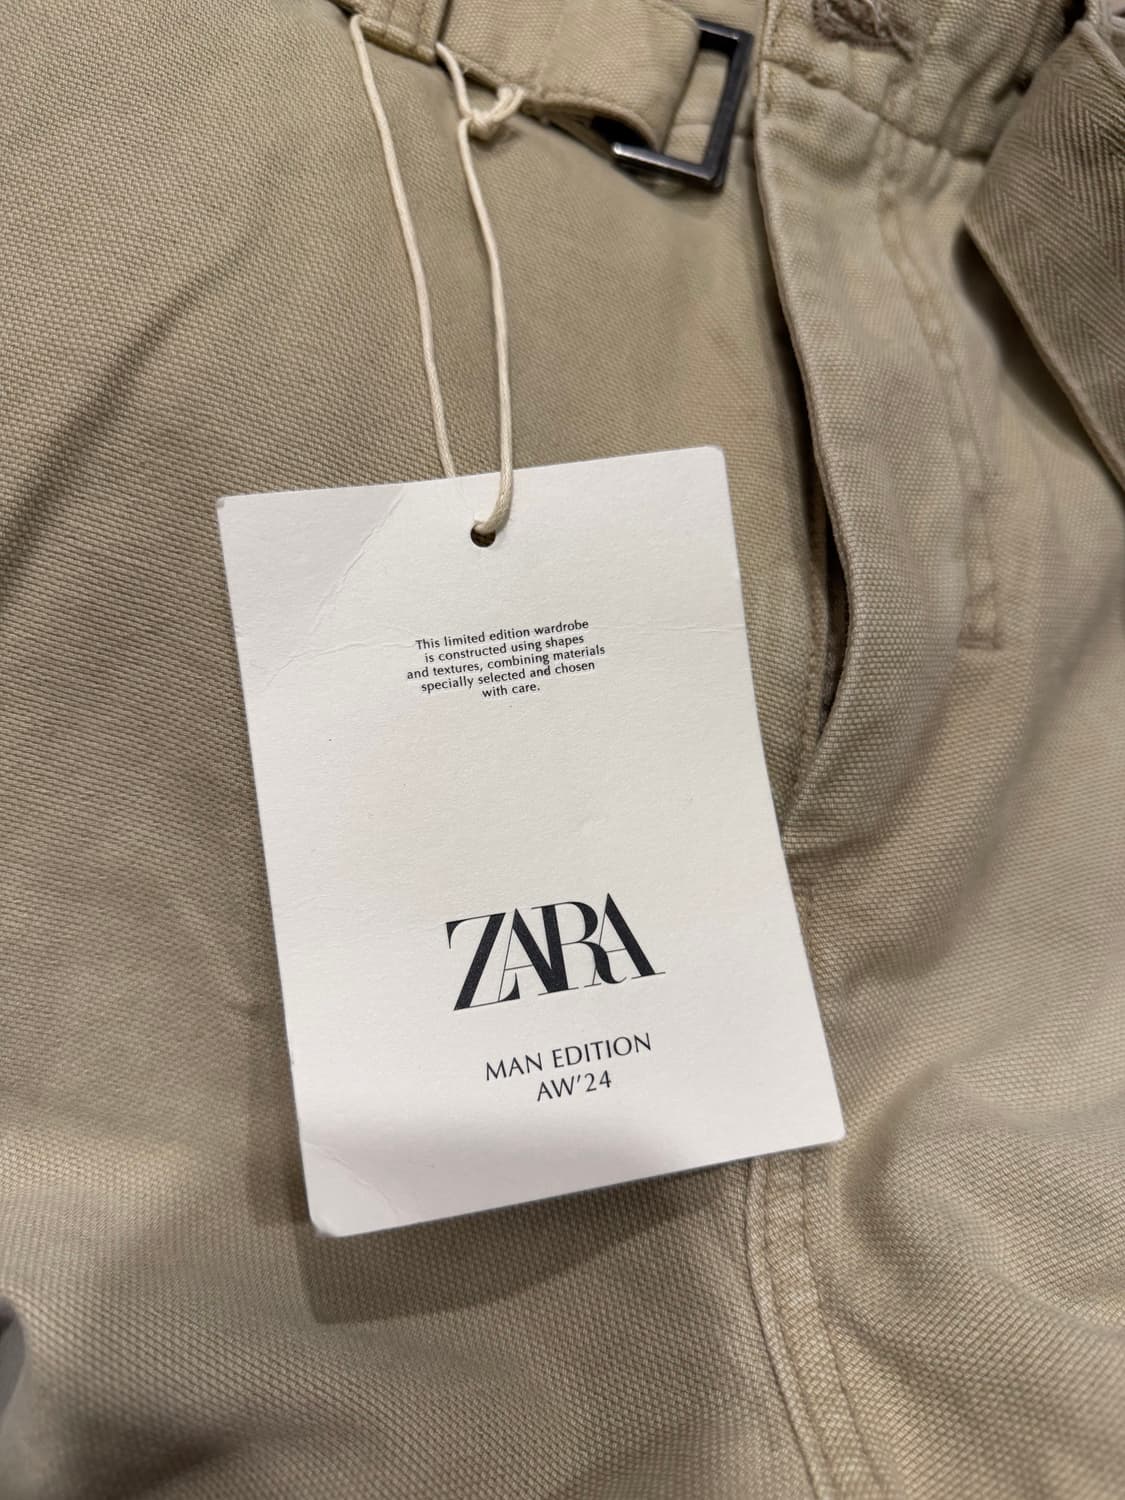 This limited edition wardrobe
is constructed using shapes
and textures, combining materials
specially selected and chosen
with care.
ZARA
MAN EDITION
AW'24